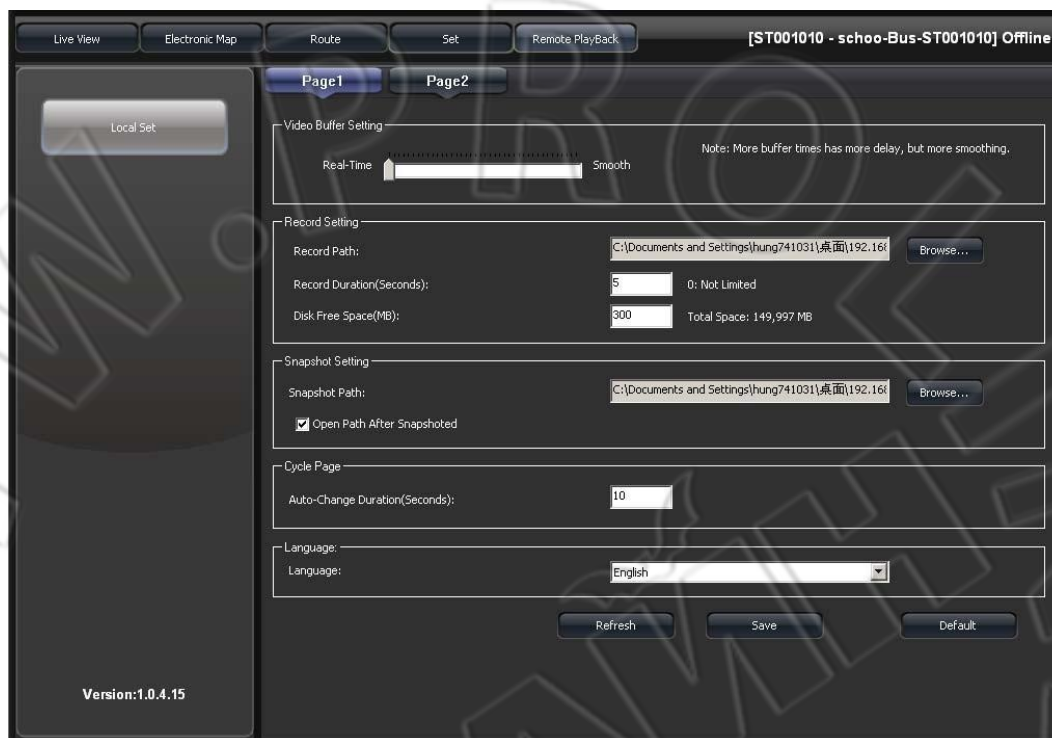 Live View
Electronic Map
Route
Set
Remote PlayBack
[ST001010 - schoo-Bus-ST001010] Offline
Local Set
Version:1.0.4.15
Page1
Page2
Video Buffer Setting
Real-Time
Smooth
Note: More buffer times has more delay, but more smoothing.
Record Setting
Record Path:
C:\Documents and Settings\hung741031\桌面\192.168
Browse...
Record Duration(Seconds):
5
0: Not Limited
Disk Free Space(MB):
300
Total Space: 149,997 MB
Snapshot Setting
Snapshot Path:
C:\Documents and Settings\hung741031\桌面\192.168
Browse...
Open Path After Snapshoted
Cycle Page
Auto-Change Duration(Seconds):
10
Language:
Language:
English
Refresh
Save
Default